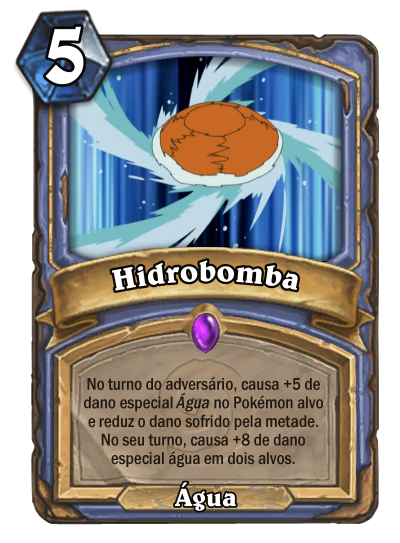 5
Hidrobomba
No turno do adversário, causa +5 de
dano especial Água no Pokémon alvo
e reduz o dano sofrido pela metade.
No seu turno, causa +8 de dano
especial água em dois alvos.
Água